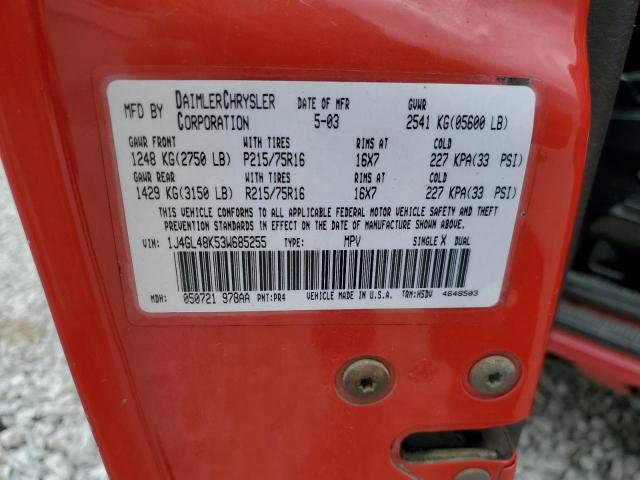 MFD BY DAIMLERCHRYSLER CORPORATION DATE OF MFR 5-03 GVWR 2541 KG(05600 LB)
GAWR FRONT WITH TIRES RIMS AT COLD
1248 KG(2750 LB) P215/75R16 16X7 227 KPA(33 PSI)
GAWR REAR WITH TIRES RIMS AT COLD
1429 KG(3150 LB) R215/75R16 16X7 227 KPA(33 PSI)
THIS VEHICLE CONFORMS TO ALL APPLICABLE FEDERAL MOTOR VEHICLE SAFETY AND THEFT
PREVENTION STANDARDS IN EFFECT ON THE DATE OF MANUFACTURE SHOWN ABOVE.
VIN: 1J4GL48K53W685255 TYPE: MPV SINGLE X DUAL
MDH: 050721 978AA PNT:PR4 VEHICLE MADE IN U.S.A. TRM:H5DV 4648503